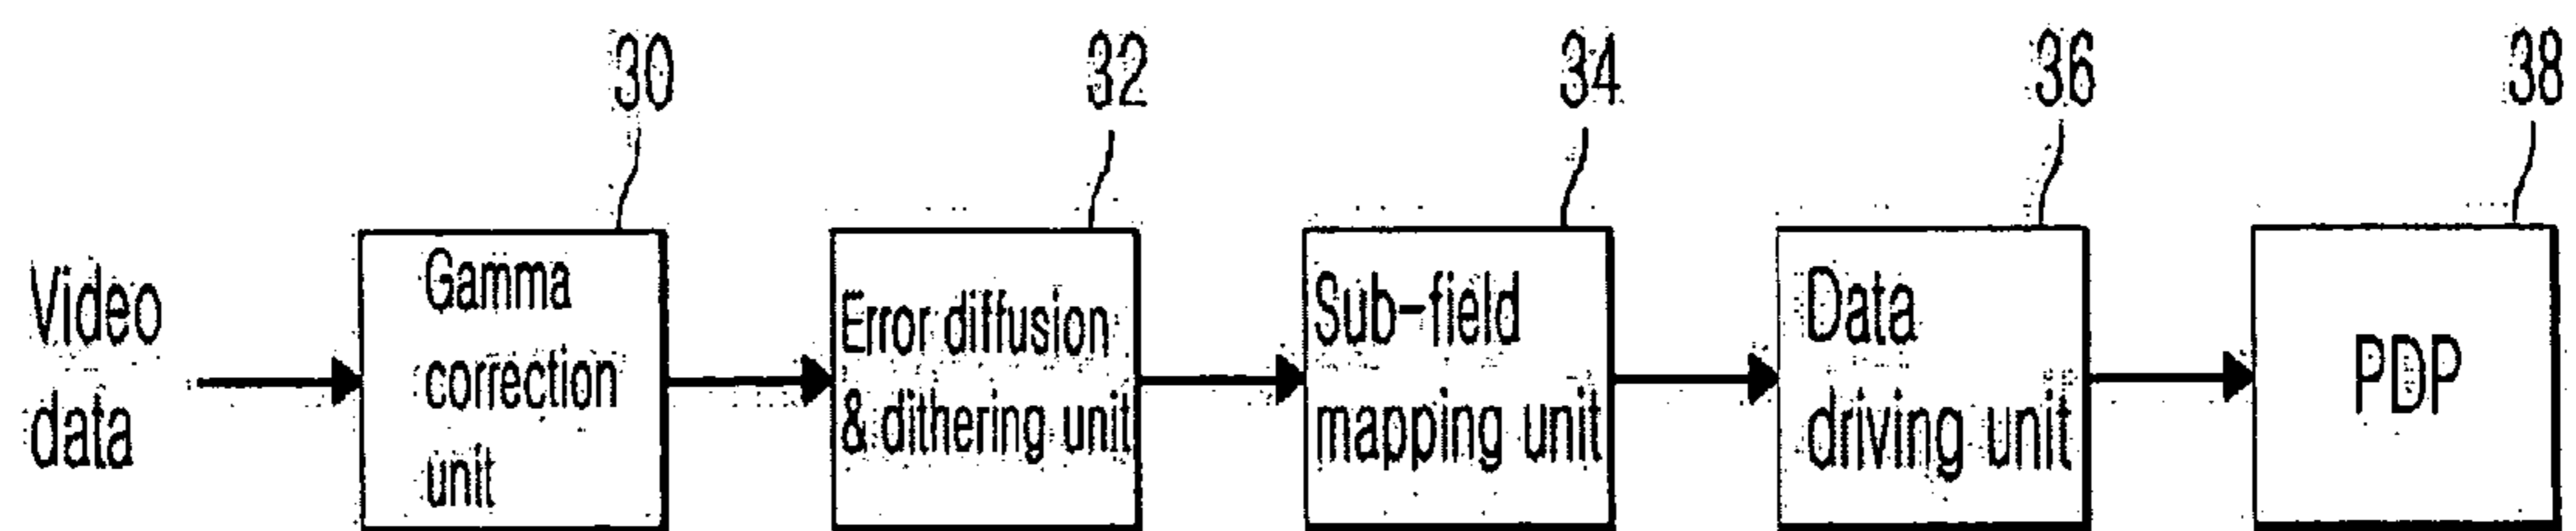 30
32
34
36
38
Video
data
Gamma
correction
unit
Error diffusion
& dithering unit
Sub-field
mapping unit
Data
driving unit
PDP